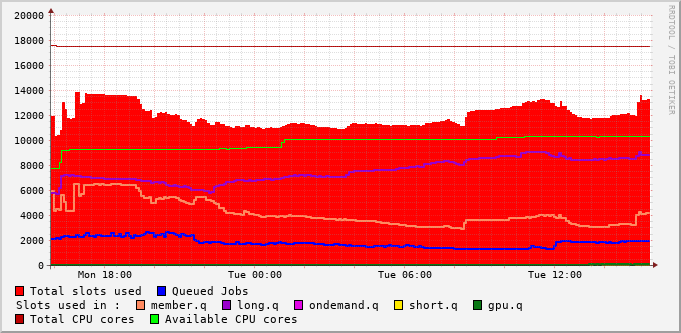 20000
18000
16000
14000
12000
10000
8000
6000
4000
2000
0
Mon 18:00 Tue 00:00 Tue 06:00 Tue 12:00
RRDTOOL / TOBI OETIKER
Total slots used Queued Jobs
Slots used in : member.q long.q ondemand.q short.q gpu.q
Total CPU cores Available CPU cores